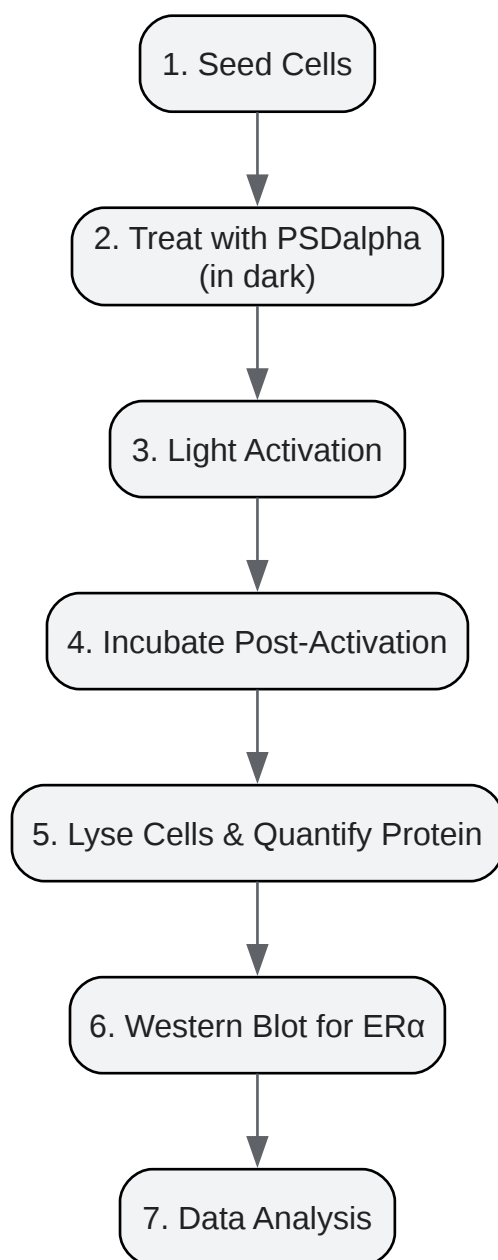 1. Seed Cells
2. Treat with PSDalpha
(in dark)
3. Light Activation
4. Incubate Post-Activation
5. Lyse Cells & Quantify Protein
6. Western Blot for ERα
7. Data Analysis